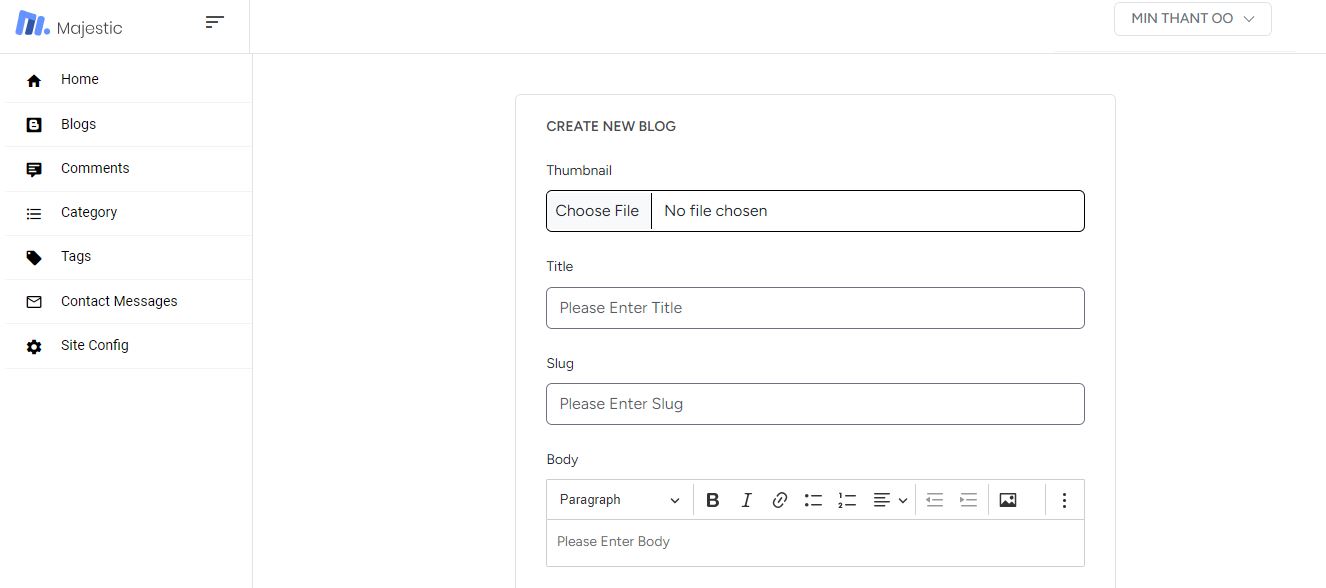 Majestic
MIN THANT OO
Home
Blogs
Comments
Category
Tags
Contact Messages
Site Config
CREATE NEW BLOG
Thumbnail
Choose File No file chosen
Title
Please Enter Title
Slug
Please Enter Slug
Body
Paragraph
Please Enter Body